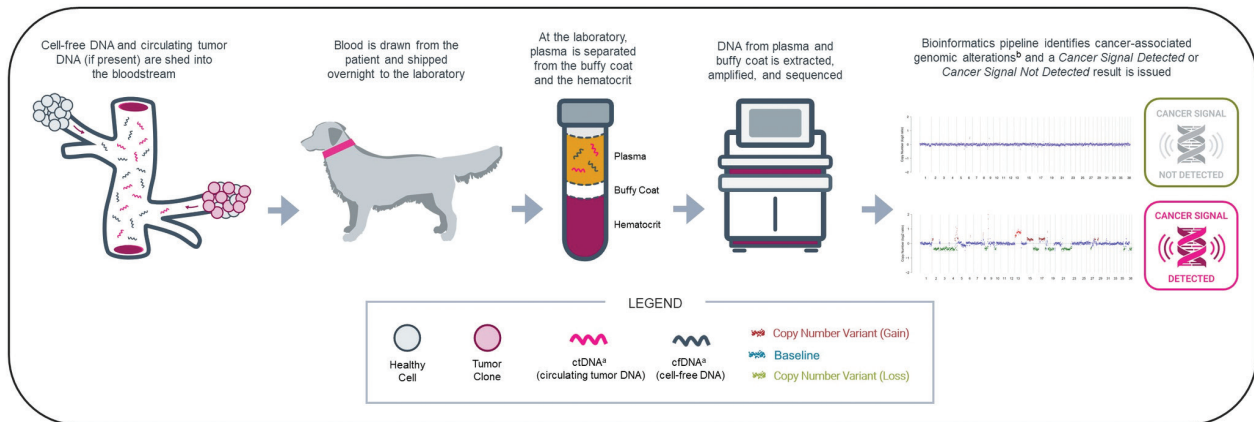 Cell-free DNA and circulating tumor
DNA (if present) are shed into
the bloodstream
Blood is drawn from the
patient and shipped
overnight to the laboratory
At the laboratory,
plasma is separated
from the buffy coat
and the hematocrit
DNA from plasma and
buffy coat is extracted,
amplified, and sequenced
Bioinformatics pipeline identifies cancer-associated
genomic alterationsᵇ and a Cancer Signal Detected or
Cancer Signal Not Detected result is issued
Plasma
Buffy Coat
Hematocrit
CANCER SIGNAL
NOT DETECTED
CANCER SIGNAL
DETECTED
LEGEND
Healthy
Cell
Tumor
Clone
ctDNAᵃ
(circulating tumor DNA)
cfDNAᵃ
(cell-free DNA)
Copy Number Variant (Gain)
Baseline
Copy Number Variant (Loss)